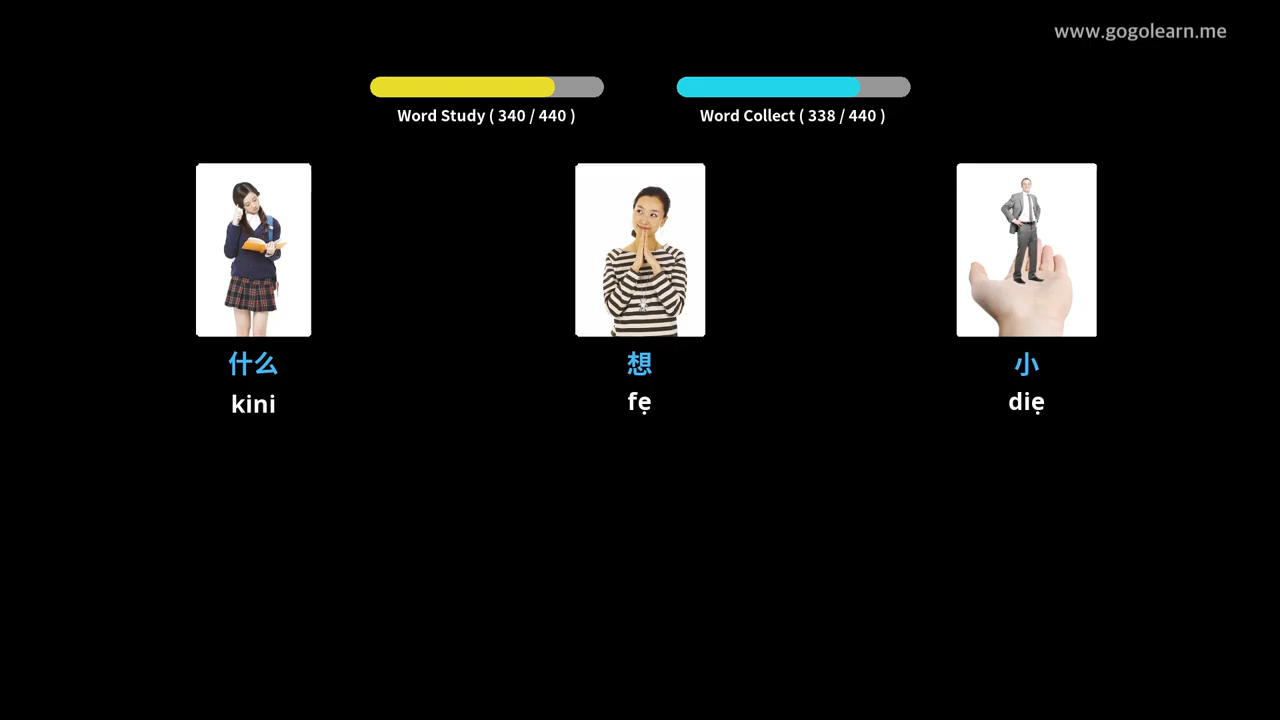 www.gogolearn.me
Word Study ( 340 / 440 )
Word Collect ( 338 / 440 )
什么
想
小
kini
fẹ
diẹ